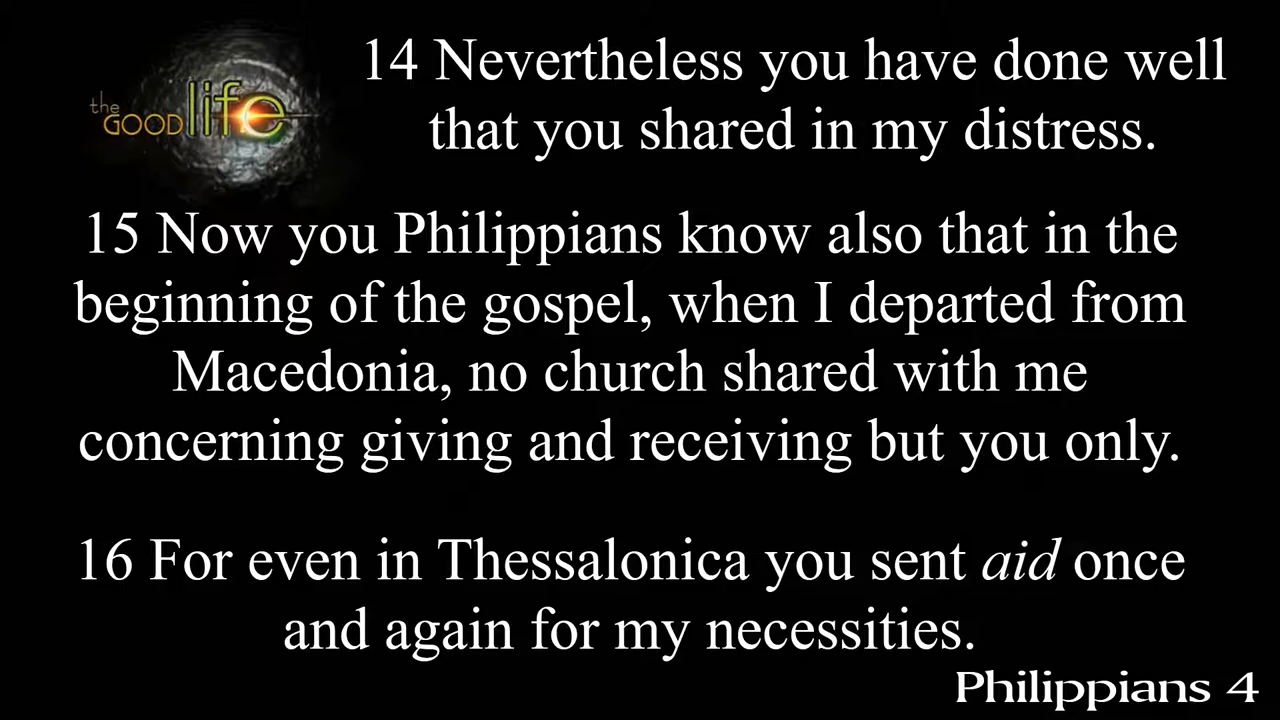 the
GOOD life
14 Nevertheless you have done well
that you shared in my distress.
15 Now you Philippians know also that in the
beginning of the gospel, when I departed from
Macedonia, no church shared with me
concerning giving and receiving but you only.
16 For even in Thessalonica you sent aid once
and again for my necessities.
Philippians 4